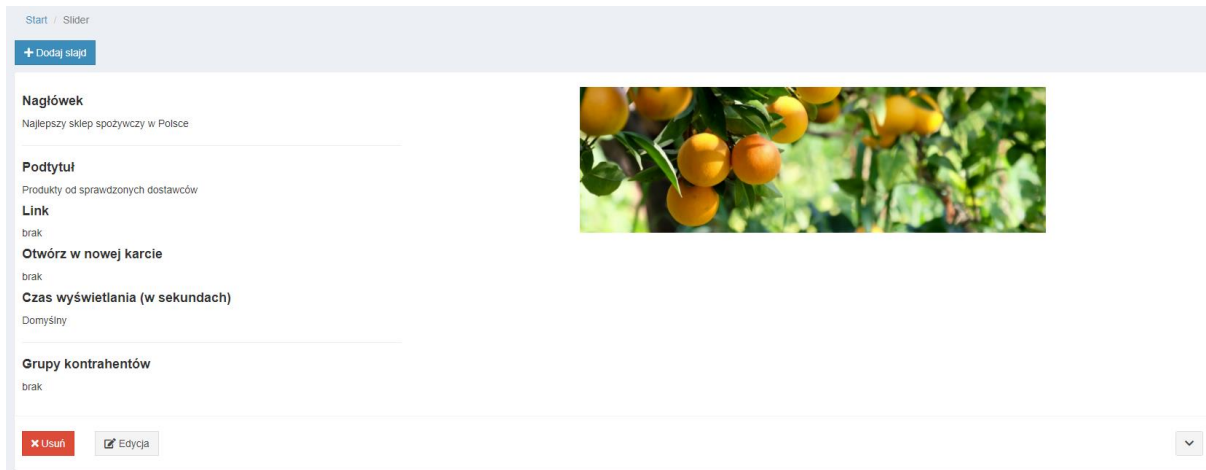 Start / Slider
+ Dodaj slajd
Nagłówek
Najlepszy sklep spożywczy w Polsce
Podtytuł
Produkty od sprawdzonych dostawców
Link
brak
Otwórz w nowej karcie
brak
Czas wyświetlania (w sekundach)
Domyślny
Grupy kontrahentów
brak
Usuń
Edycja